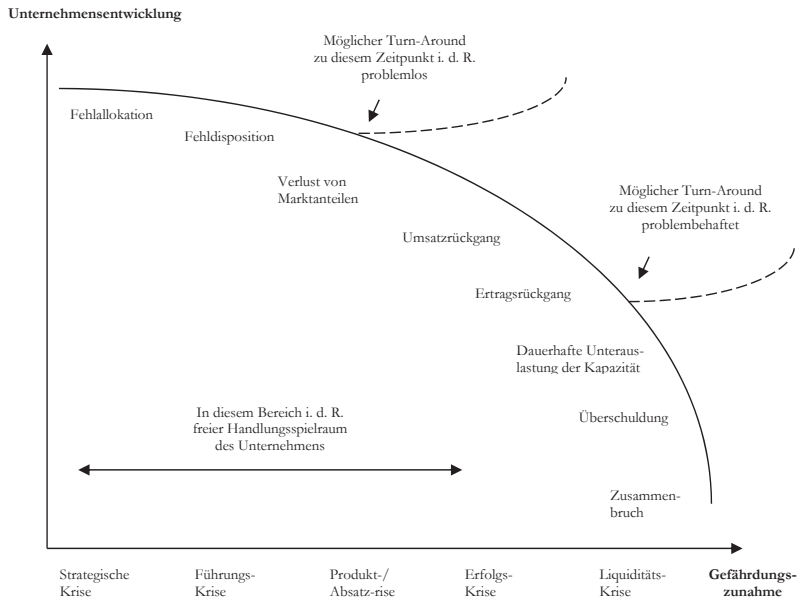 Unternehmensentwicklung
Möglicher Turn-Around
zu diesem Zeitpunkt i. d. R.
problemlos
Fehlallokation
Fehldisposition
Verlust von
Marktanteilen
Möglicher Turn-Around
zu diesem Zeitpunkt i. d. R.
problembehaftet
Umsatzrückgang
Ertragsrückgang
Dauerhafte Unteraus-
lastung der Kapazität
In diesem Bereich i. d. R.
freier Handlungsspielraum
des Unternehmens
Überschuldung
Zusammen-
bruch
Strategische
Krise
Führungs-
Krise
Produkt-/
Absatz-rise
Erfolgs-
Krise
Liquiditäts-
Krise
Gefährdungs-
zunahme